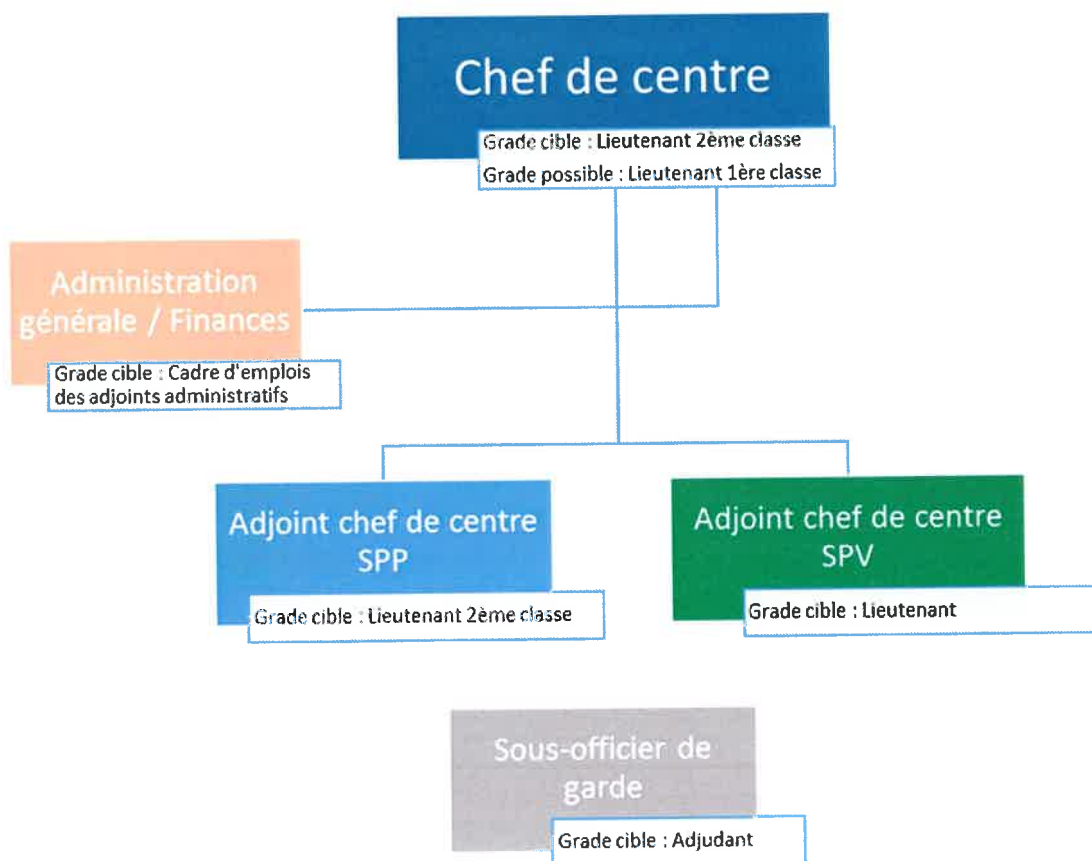 Chef de centre
Grade cible : Lieutenant 2ème classe
Grade possible : Lieutenant 1ère classe
Administration
générale / Finances
Grade cible : Cadre d'emplois
des adjoints administratifs
Adjoint chef de centre
SPP
Grade cible : Lieutenant 2ème classe
Adjoint chef de centre
SPV
Grade cible : Lieutenant
Sous-officier de
garde
Grade cible : Adjudant